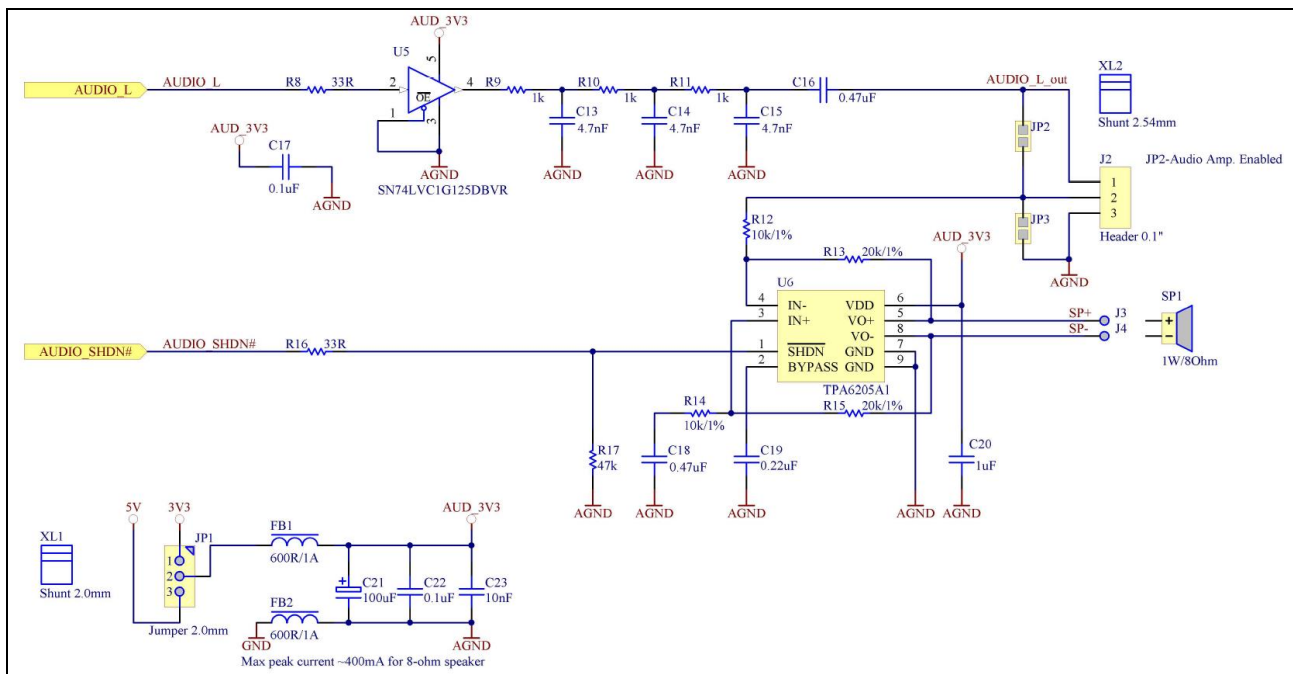 AUD_3V3
U5
AUDIO_L
AUDIO_L
R8 33R
2
5
4
OE
1
3
R9
1k
R10
1k
R11
1k
C16
0.47uF
AUDIO_L_out
XL2
Shunt 2.54mm
C13
4.7nF
C14
4.7nF
C15
4.7nF
AUD_3V3
C17
0.1uF
AGND
AGND
SN74LVC1G125DBVR
AGND
AGND
AGND
JP2
J2
JP2-Audio Amp. Enabled
1
2
3
Header 0.1"
JP3
AGND
R12
10k/1%
R13 20k/1%
AUD_3V3
U6
4 IN- VDD 6
3 IN+ VO+ 5
VO- 8
1 SHDN GND 7
2 BYPASS GND 9
TPA6205A1
SP+ J3
SP- J4
SP1
+
−
1W/8Ohm
AUDIO_SHDN#
AUDIO_SHDN#
R16 33R
R14
10k/1%
R15 20k/1%
R17
47k
C18
0.47uF
C19
0.22uF
C20
1uF
AGND
AGND
AGND
AGND
AGND
XL1
Shunt 2.0mm
5V
3V3
JP1
1
2
3
Jumper 2.0mm
FB1
600R/1A
FB2
600R/1A
GND
AUD_3V3
+
C21
100uF
C22
0.1uF
C23
10nF
AGND
Max peak current ~400mA for 8-ohm speaker